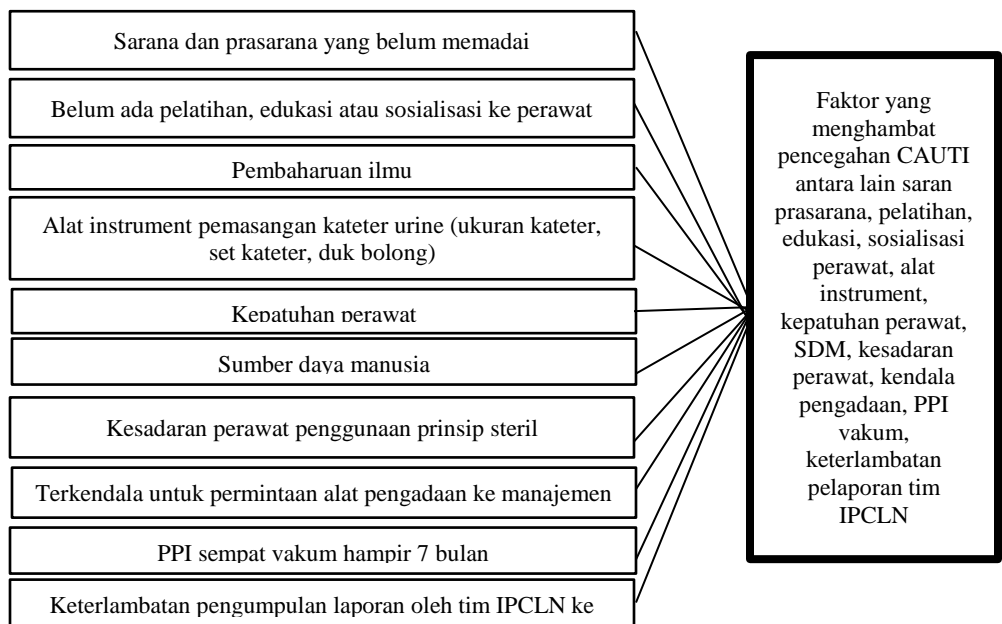 Sarana dan prasarana yang belum memadai
Belum ada pelatihan, edukasi atau sosialisasi ke perawat
Pembaharuan ilmu
Alat instrument pemasangan kateter urine (ukuran kateter,
set kateter, duk bolong)
Kepatuhan perawat
Sumber daya manusia
Kesadaran perawat penggunaan prinsip steril
Terkendala untuk permintaan alat pengadaan ke manajemen
PPI sempat vakum hampir 7 bulan
Keterlambatan pengumpulan laporan oleh tim IPCLN ke
Faktor yang
menghambat
pencegahan CAUTI
antara lain saran
prasarana, pelatihan,
edukasi, sosialisasi
perawat, alat
instrument,
kepatuhan perawat,
SDM, kesadaran
perawat, kendala
pengadaan, PPI
vakum,
keterlambatan
pelaporan tim
IPCLN